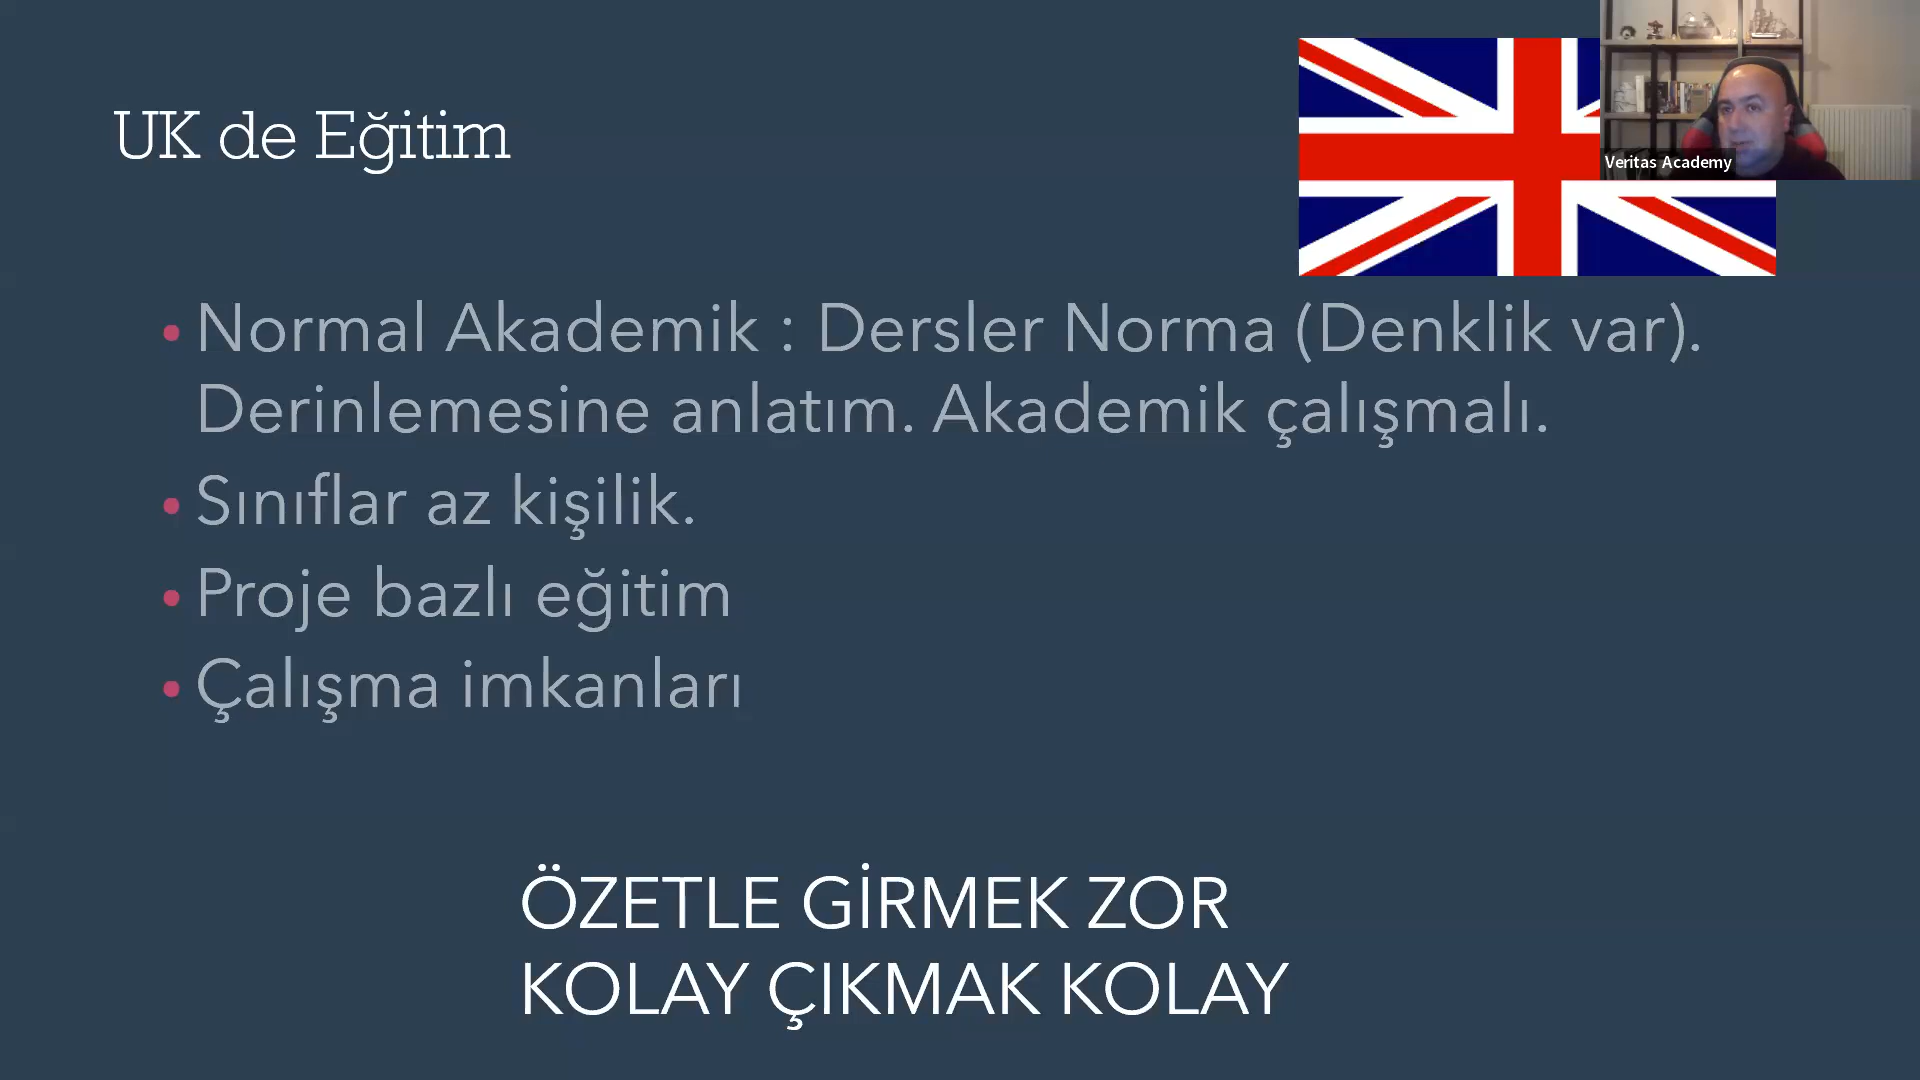 UK de Eğitim
Veritas Academy
• Normal Akademik : Dersler Norma (Denklik var).
Derinlemesine anlatım. Akademik çalışmalı.
• Sınıflar az kişilik.
• Proje bazlı eğitim
• Çalışma imkanları
ÖZETLE GİRMEK ZOR
KOLAY ÇIKMAK KOLAY